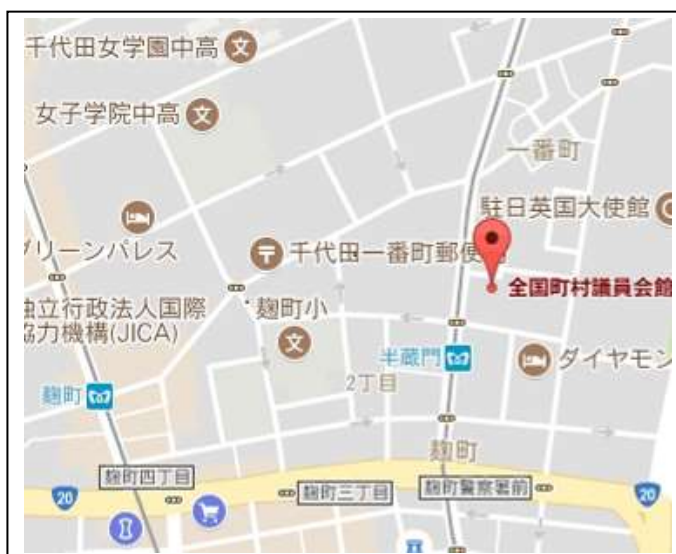 千代田女学園中高
女子学院中高
一番町
駐日英国大使館
グリーンパレス
千代田一番町郵便
全国町村議員会館
独立行政法人国際
協力機構(JICA)
麹町小
半蔵門
ダイヤモン
2丁目
麹町
麹町
麹町四丁目
麹町三丁目
麹町警察署前
20
20